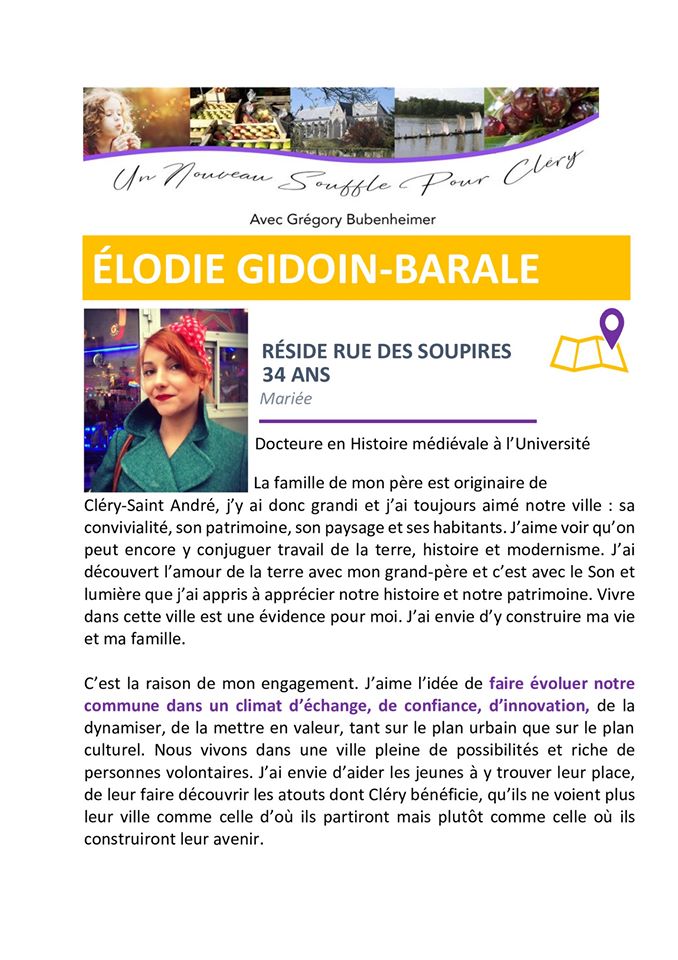 Un Nouveau Souffle Pour Cléry
Avec Grégory Bubenheimer
ÉLODIE GIDOIN-BARALE
RÉSIDE RUE DES SOUPIRES
34 ANS
Mariée
Docteure en Histoire médiévale à l’Université
La famille de mon père est originaire de
Cléry-Saint André, j’y ai donc grandi et j’ai toujours aimé notre ville : sa
convivialité, son patrimoine, son paysage et ses habitants. J’aime voir qu’on
peut encore y conjuguer travail de la terre, histoire et modernisme. J’ai
découvert l’amour de la terre avec mon grand-père et c’est avec le Son et
lumière que j’ai appris à apprécier notre histoire et notre patrimoine. Vivre
dans cette ville est une évidence pour moi. J’ai envie d’y construire ma vie
et ma famille.
C’est la raison de mon engagement. J’aime l’idée de faire évoluer notre
commune dans un climat d’échange, de confiance, d’innovation, de la
dynamiser, de la mettre en valeur, tant sur le plan urbain que sur le plan
culturel. Nous vivons dans une ville pleine de possibilités et riche de
personnes volontaires. J’ai envie d’aider les jeunes à y trouver leur place,
de leur faire découvrir les atouts dont Cléry bénéficie, qu’ils ne voient plus
leur ville comme celle d’où ils partiront mais plutôt comme celle où ils
construiront leur avenir.